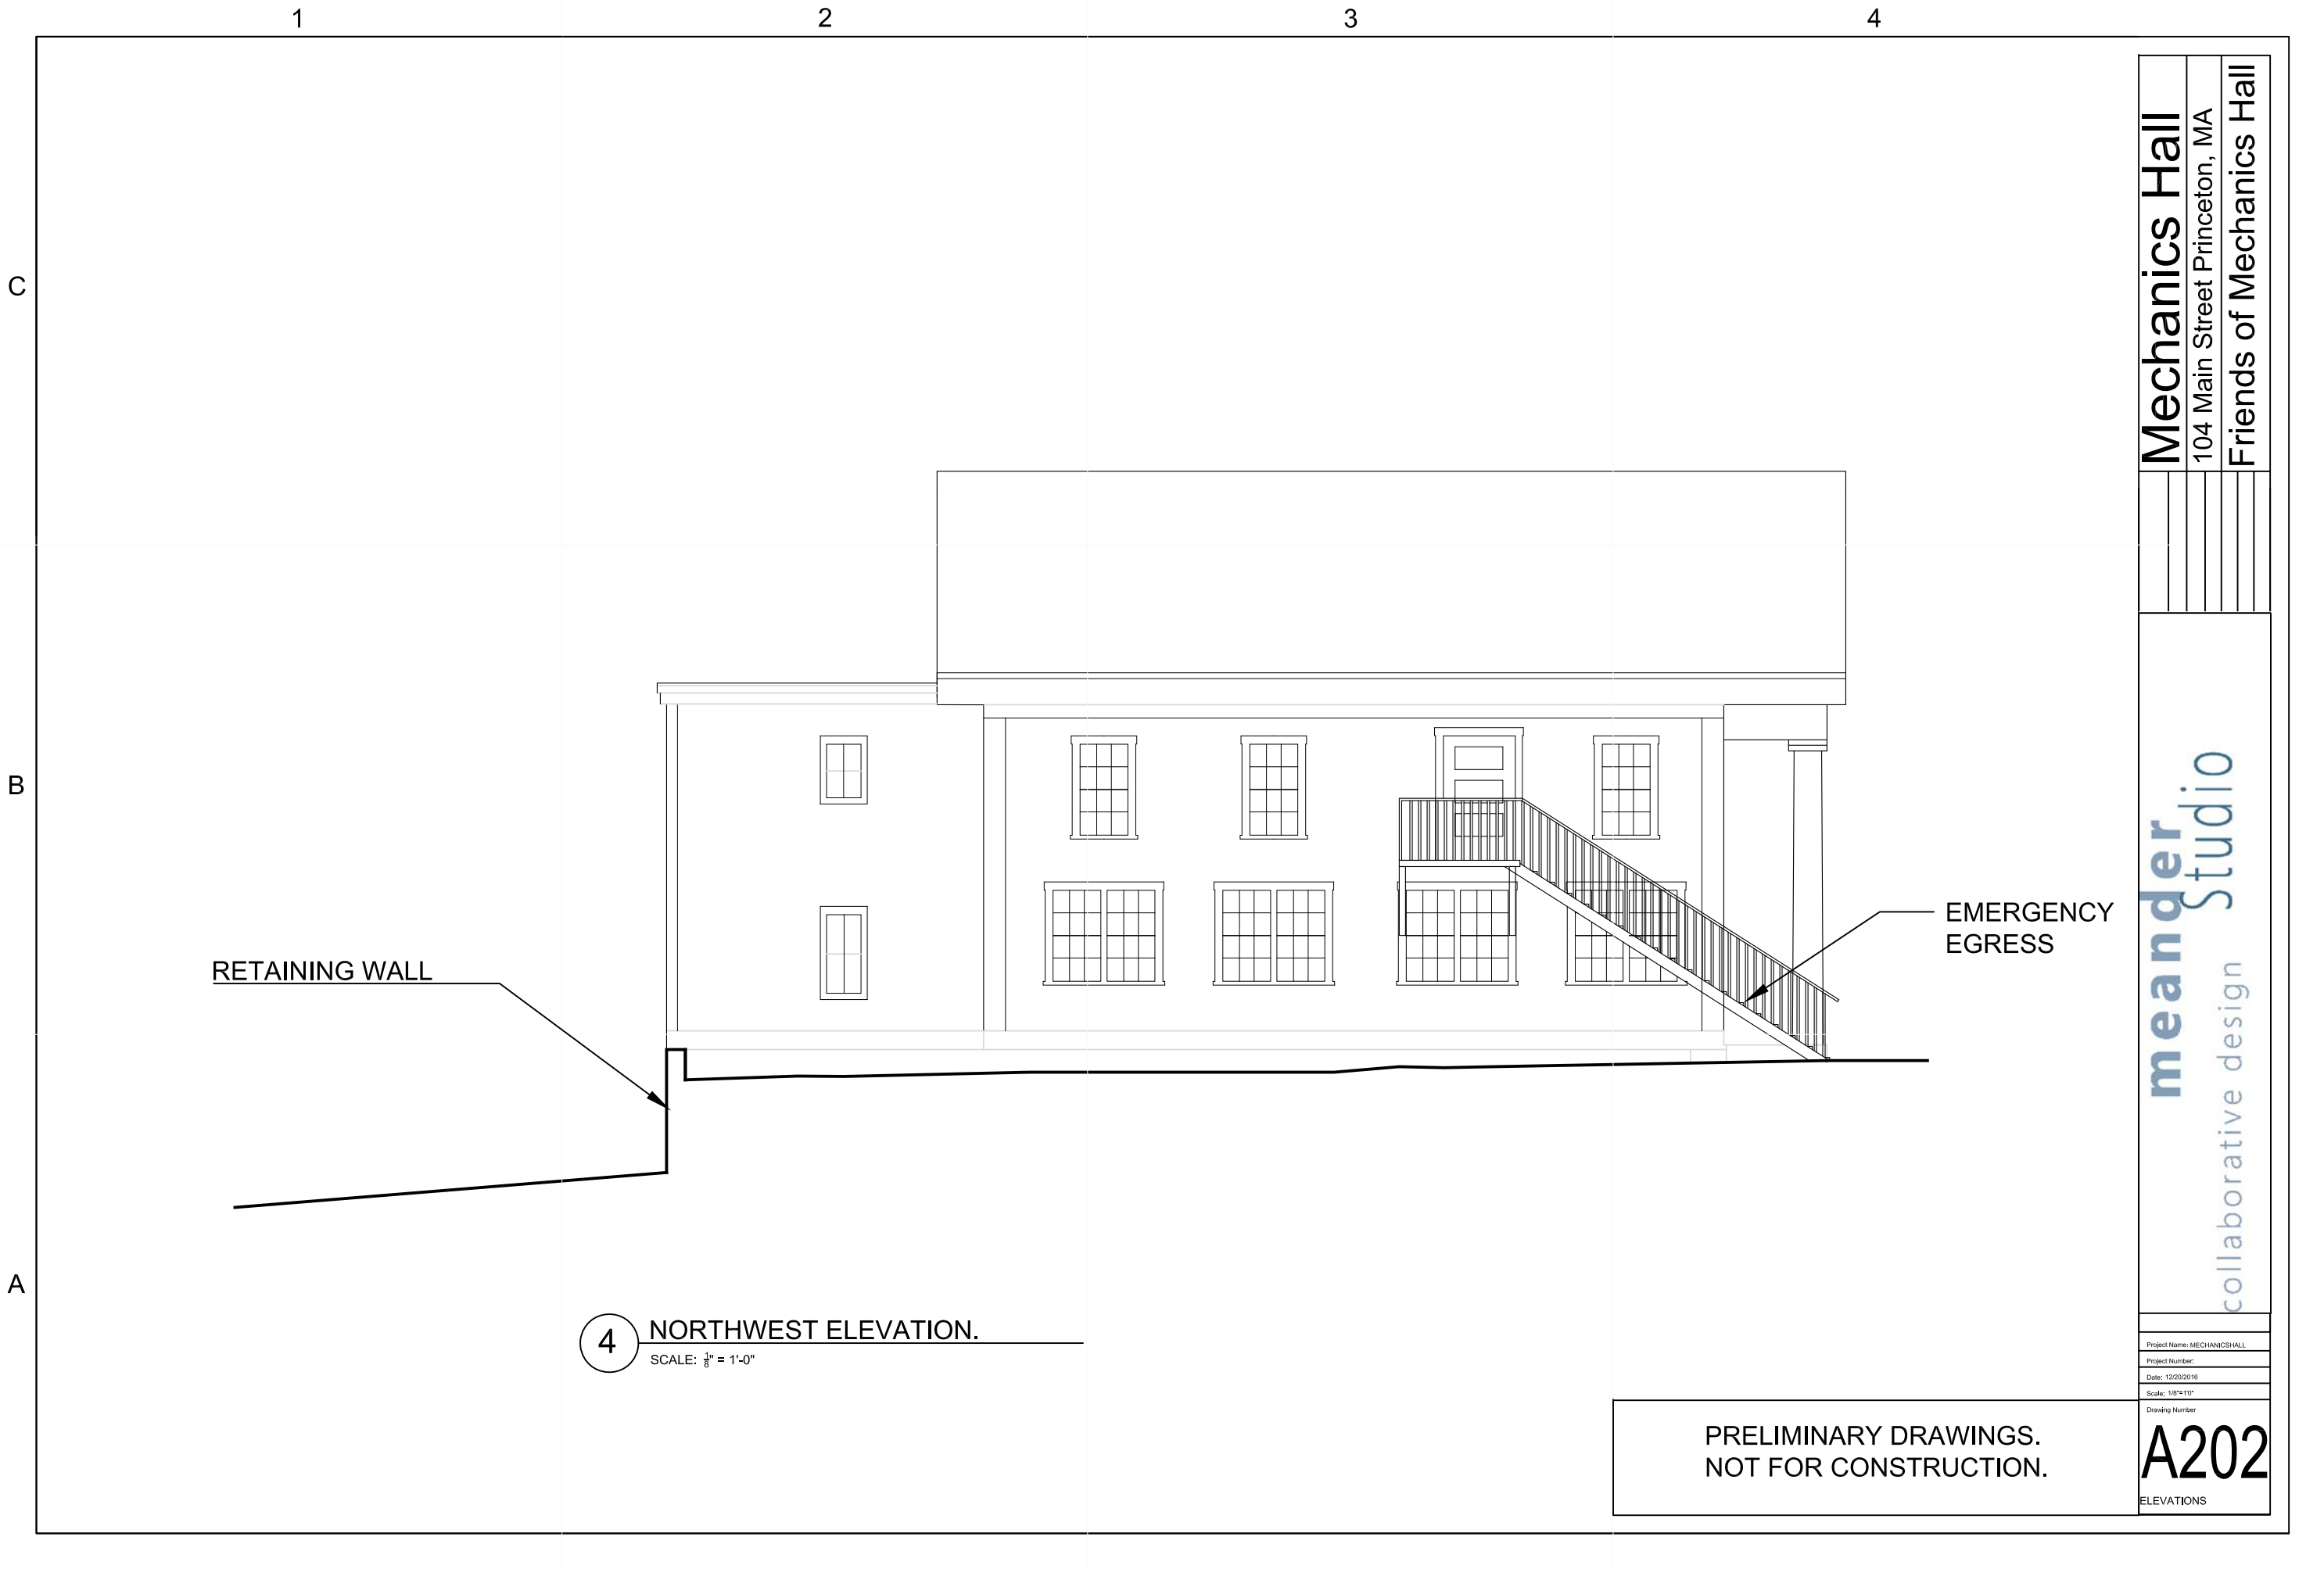 1
2
3
4
C
B
A
RETAINING WALL
EMERGENCY
EGRESS
4
NORTHWEST ELEVATION.
SCALE: 1/8" = 1'-0"
PRELIMINARY DRAWINGS.
NOT FOR CONSTRUCTION.
Mechanics Hall
104 Main Street Princeton, MA
Friends of Mechanics Hall
meander
Studio
collaborative design
Project Name: MECHANICSHALL
Project Number:
Date: 12/20/2016
Scale: 1/8"=1'0"
Drawing Number
A202
ELEVATIONS